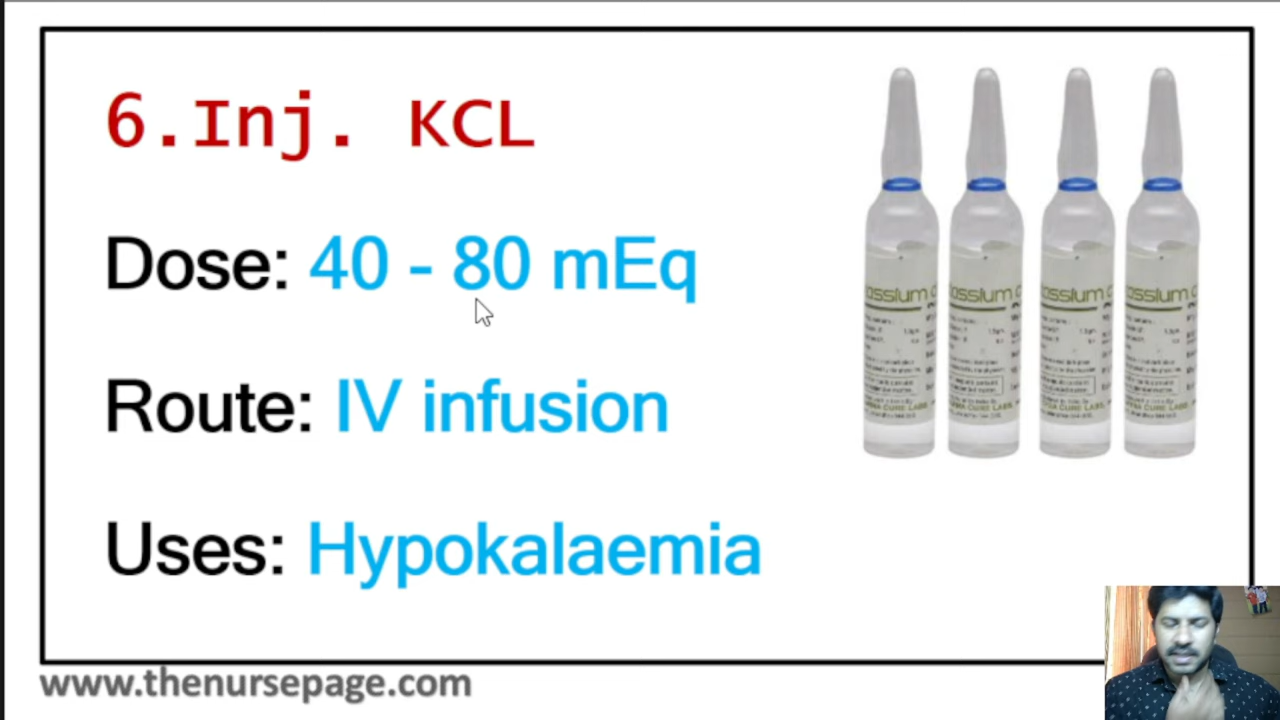 6.Inj. KCL
Dose: 40 - 80 mEq
Route: IV infusion
Uses: Hypokalaemia
www.thenursepage.com